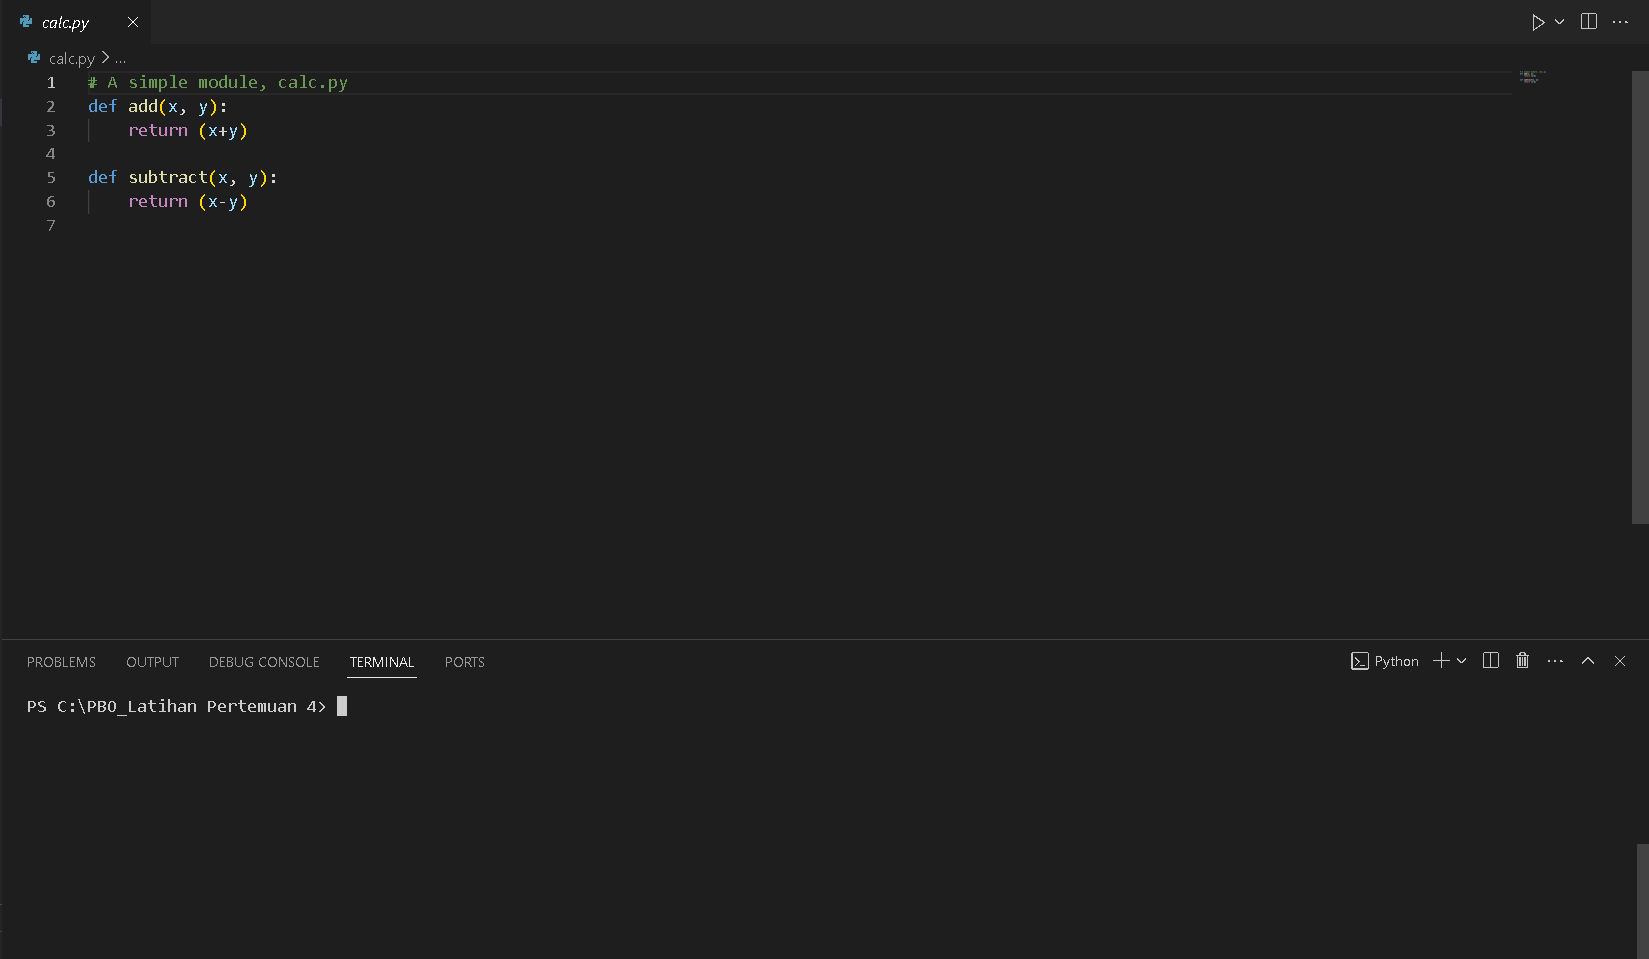 calc.py
calc.py > ...
1 # A simple module, calc.py
2 def add(x, y):
3     return (x+y)
4
5 def subtract(x, y):
6     return (x-y)
7
PROBLEMS OUTPUT DEBUG CONSOLE TERMINAL PORTS Python
PS C:\PBO_Latihan Pertemuan 4>